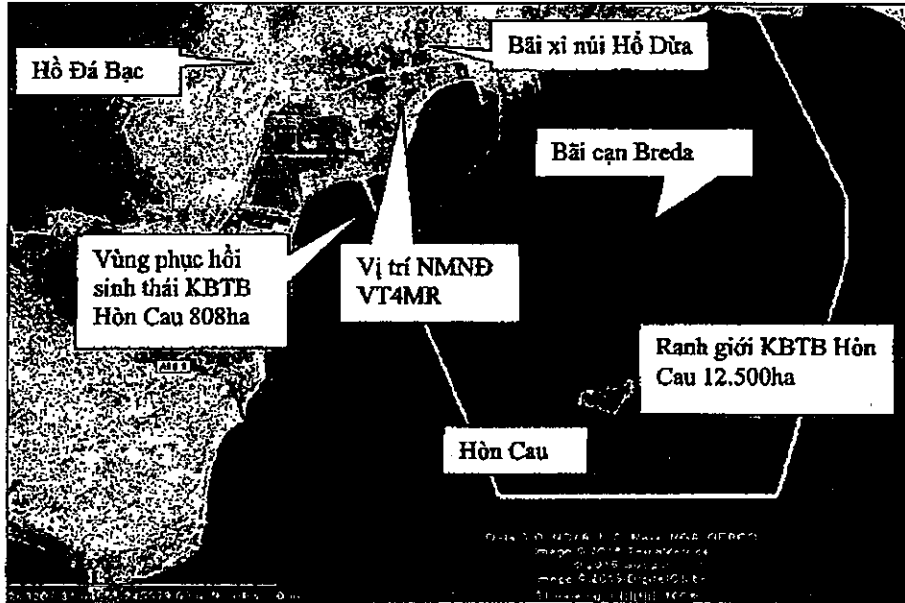 Hồ Đá Bạc
Bãi xỉ núi Hổ Dừa
Bãi cạn Breda
Vùng phục hồi
sinh thái KBTB
Hòn Cau 808ha
Vị trí NMNĐ
VT4MR
Ranh giới KBTB Hòn
Cau 12.500ha
Hòn Cau